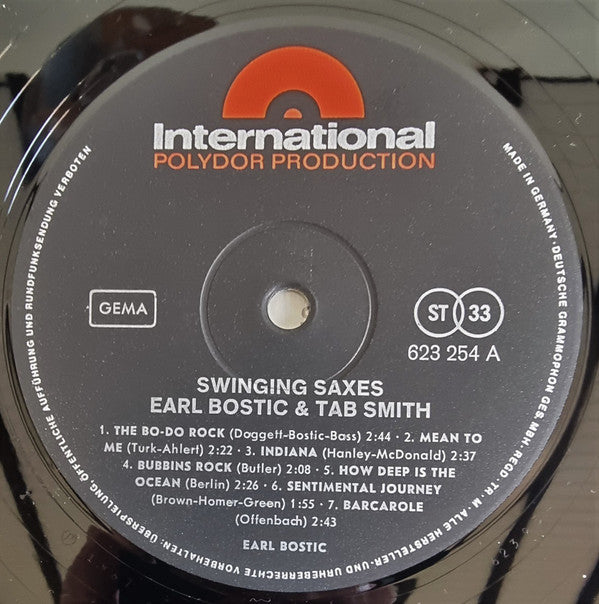 International
POLYDOR PRODUCTION
GEMA
ST 33
623 254 A
SWINGING SAXES
EARL BOSTIC & TAB SMITH
1. THE BO-DO ROCK (Doggett-Bostic-Bass) 2:44 · 2. MEAN TO
ME (Turk-Ahlert) 2:22 · 3. INDIANA (Hanley-McDonald) 2:37
4. BUBBINS ROCK (Butler) 2:08 · 5. HOW DEEP IS THE
OCEAN (Berlin) 2:26 · 6. SENTIMENTAL JOURNEY
(Brown-Homer-Green) 1:55 · 7. BARCAROLE
(Offenbach) 2:43
EARL BOSTIC
MADE IN GERMANY · DEUTSCHE GRAMMOPHON GES MBH · REGD. TR. M. · ALLE HERSTELLER- UND URHEBERRECHTE VORBEHALTEN: ÜBERSPIELUNG, ÖFFENTLICHE AUFFÜHRUNG UND RUNDFUNKSENDUNG VERBOTEN